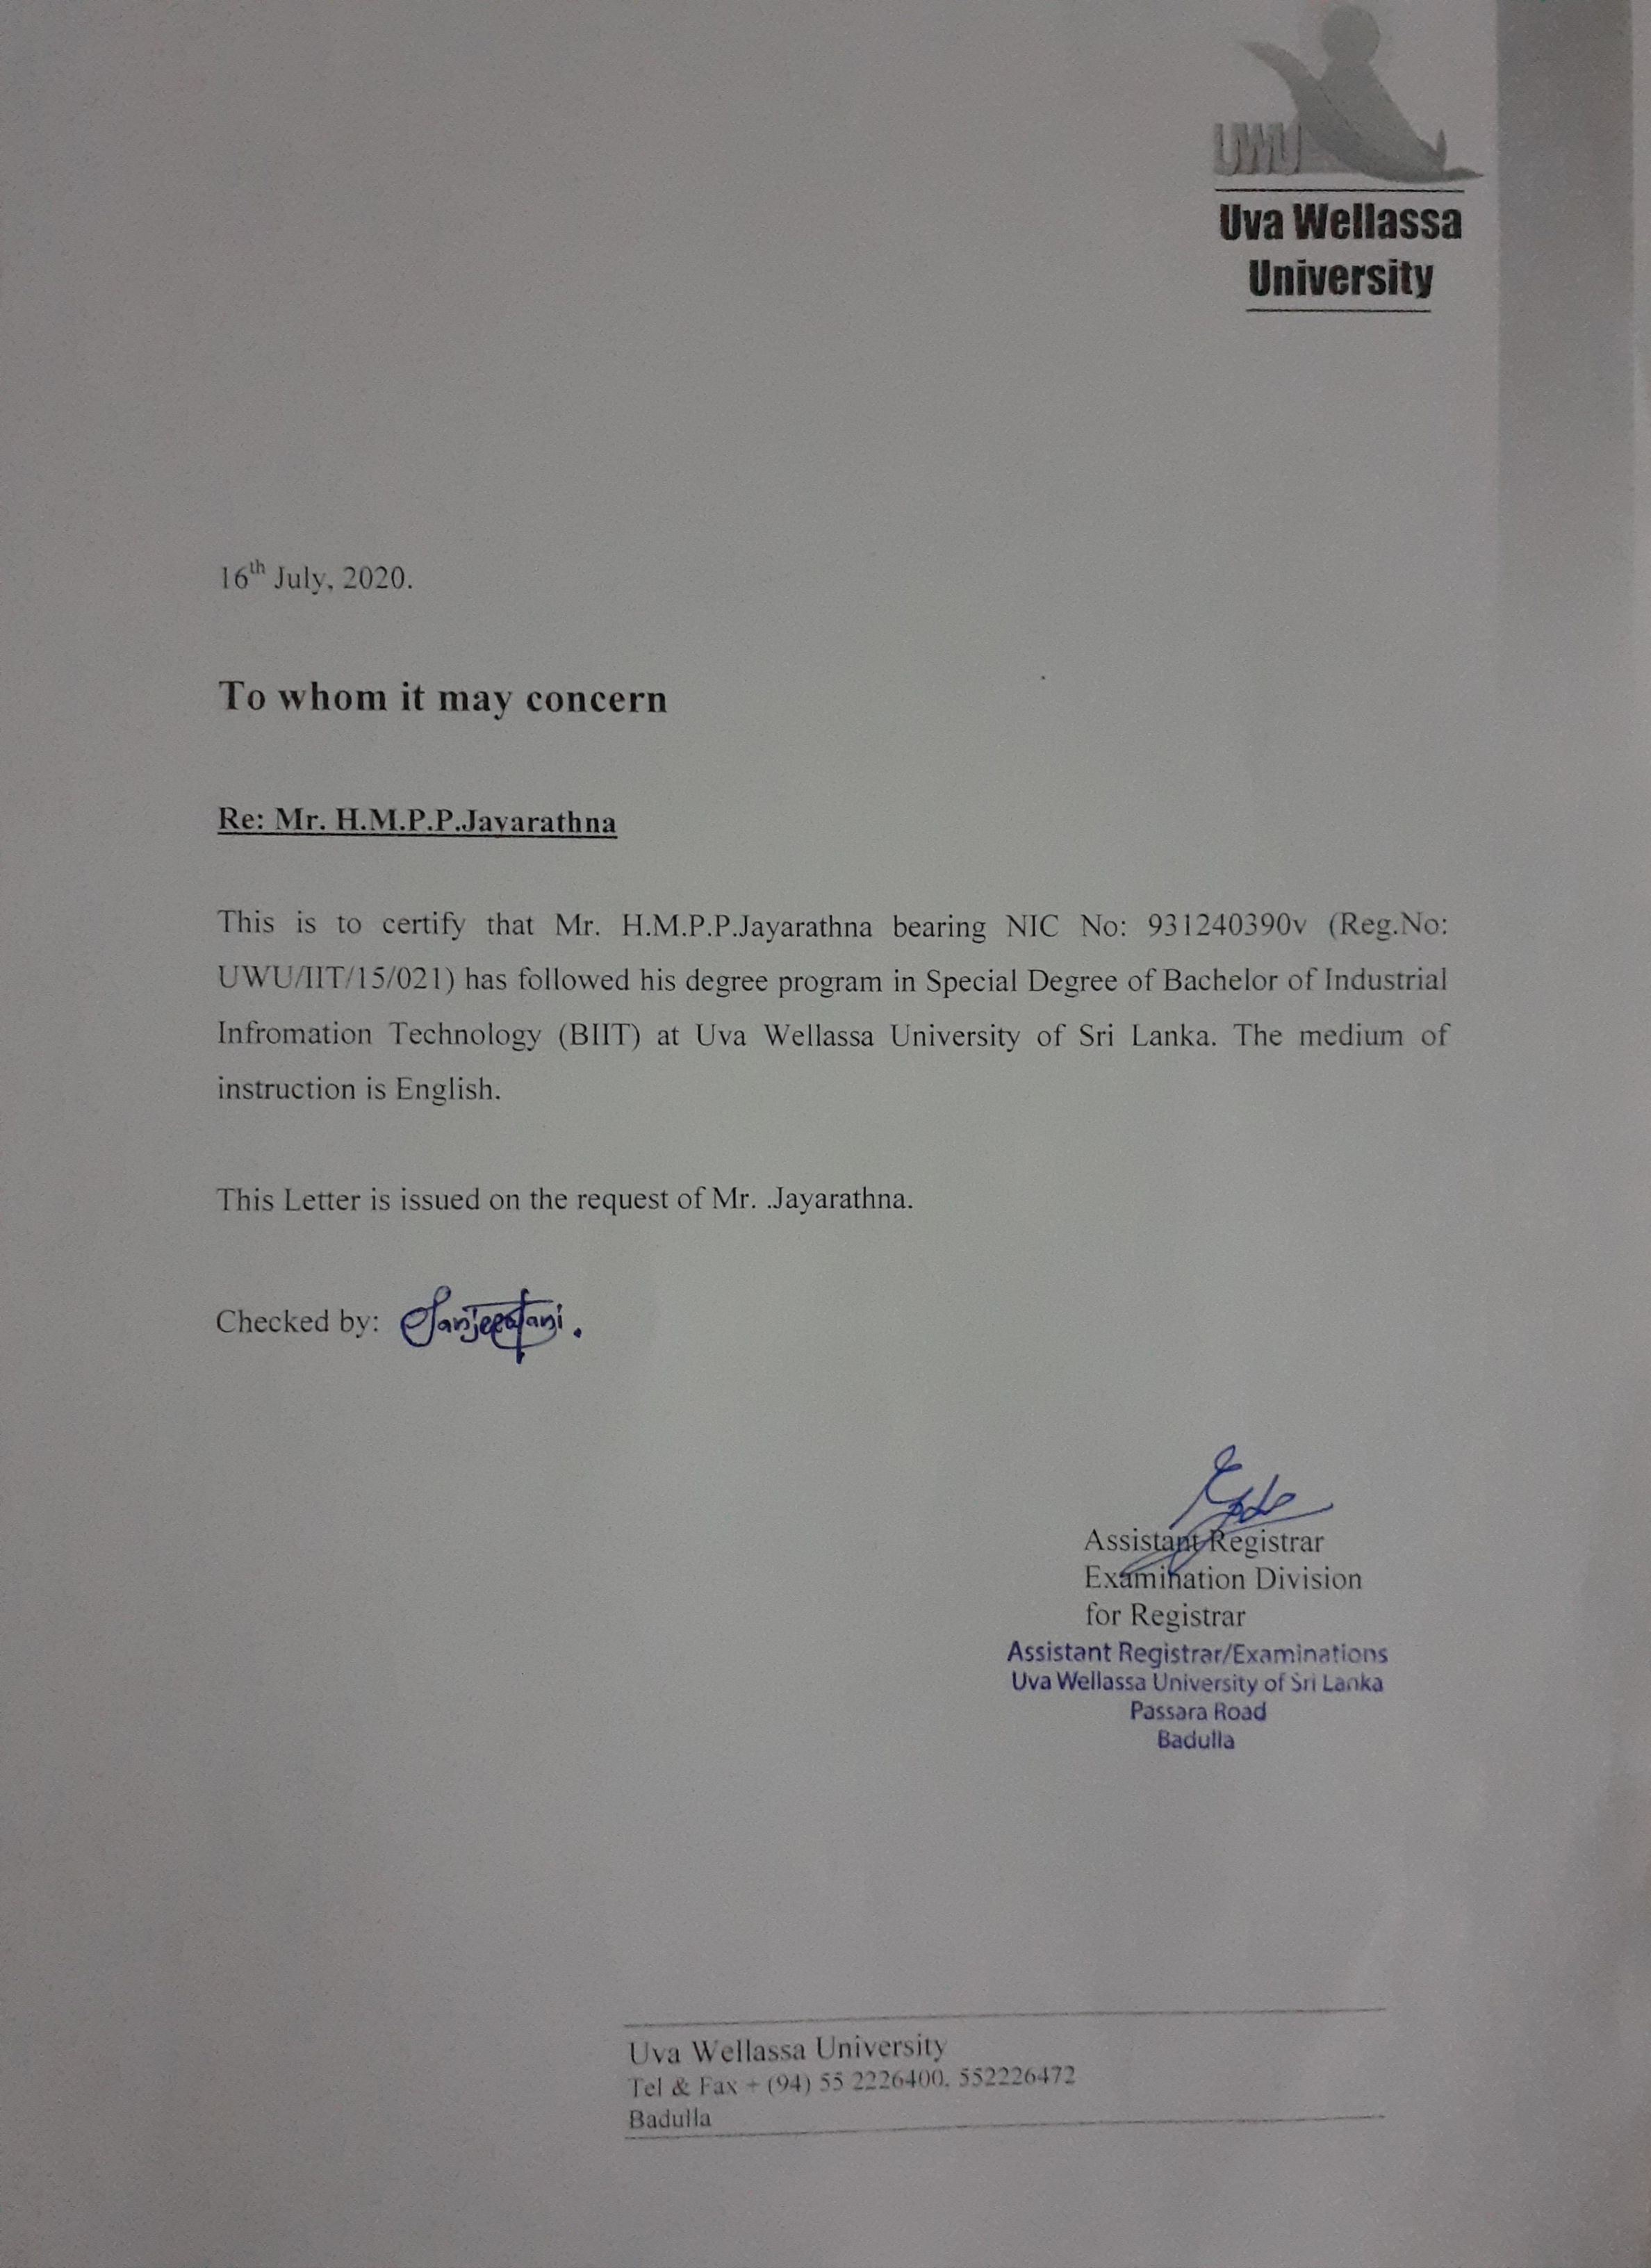 UWU
Uva Wellassa
University
16th July, 2020.
To whom it may concern
Re: Mr. H.M.P.P.Jayarathna
This is to certify that Mr. H.M.P.P.Jayarathna bearing NIC No: 931240390v (Reg.No:
UWU/IIT/15/021) has followed his degree program in Special Degree of Bachelor of Industrial
Infromation Technology (BIIT) at Uva Wellassa University of Sri Lanka. The medium of
instruction is English.
This Letter is issued on the request of Mr. .Jayarathna.
Checked by:
Assistant Registrar
Examination Division
for Registrar
Assistant Registrar/Examinations
Uva Wellassa University of Sri Lanka
Passara Road
Badulla
Uva Wellassa University
Tel & Fax + (94) 55 2226400, 552226472
Badulla